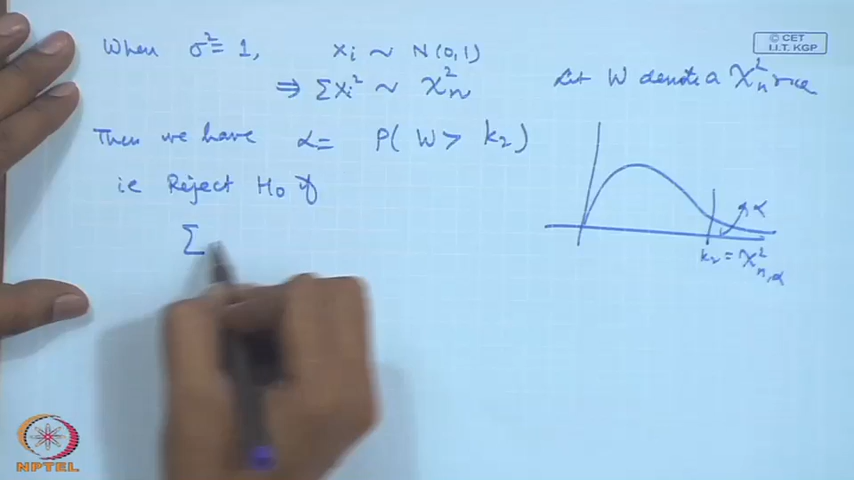 When σ² = 1, xᵢ ~ N(0,1)
⇒ Σxᵢ² ~ χ²ₙ
Let W denote a χ²ₙ
Then we have α = P( W > k₂ )
ie Reject H₀ if
Σ
α
k₂ = χ²ₙ,α
© CET
I.I.T. KGP
NPTEL